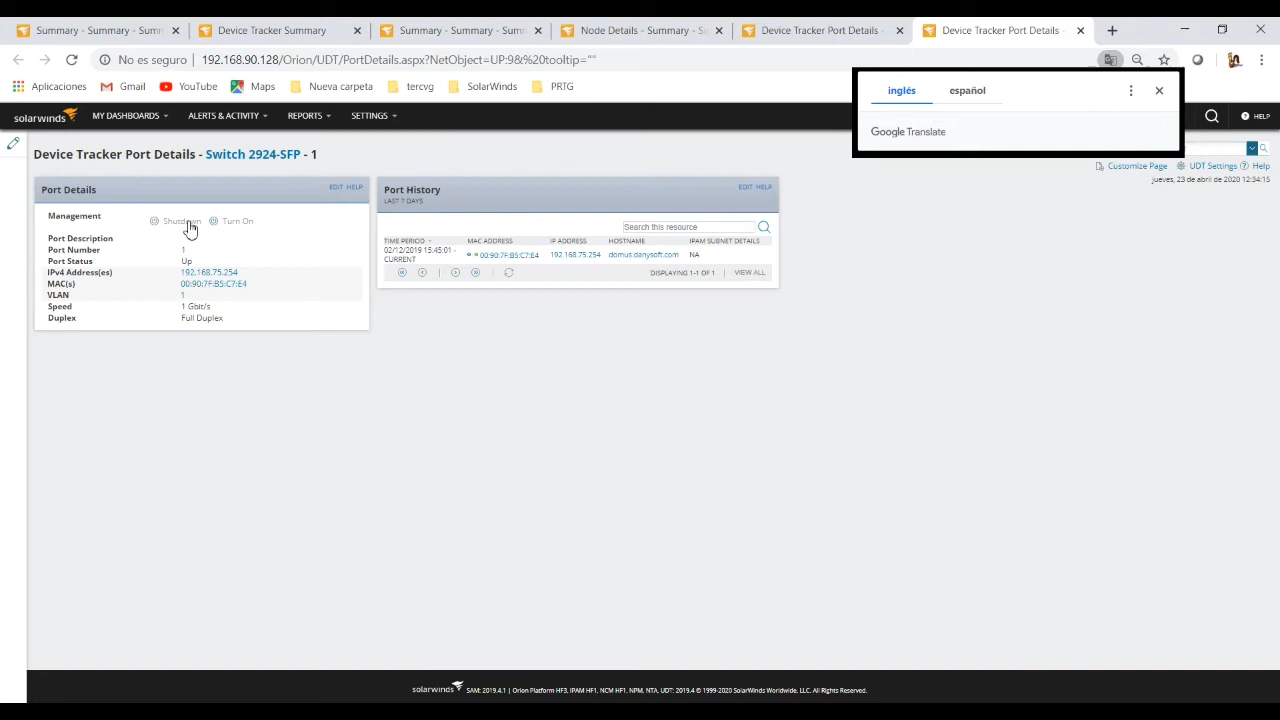 Summary - Summary - Summ
Device Tracker Summary
Summary - Summary - Summ
Node Details - Summary - S
Device Tracker Port Details -
Device Tracker Port Details -
No es seguro | 192.168.90.128/Orion/UDT/PortDetails.aspx?NetObject=UP:9&%20tooltip=""
Aplicaciones Gmail YouTube Maps Nueva carpeta tercvg SolarWinds PRTG
inglés español
Google Translate
solarwinds MY DASHBOARDS ALERTS & ACTIVITY REPORTS SETTINGS HELP
Device Tracker Port Details - Switch 2924-SFP - 1
Customize Page UDT Settings Help
jueves, 23 de abril de 2020 12:34:15
Port Details EDIT HELP
Management Shutdown Turn On
Port Description
Port Number 1
Port Status Up
IPv4 Address(es) 192.168.75.254
MAC(s) 00:90:7F:B5:C7:E4
VLAN 1
Speed 1 Gbit/s
Duplex Full Duplex
Port History EDIT HELP
LAST 7 DAYS
Search this resource
TIME PERIOD MAC ADDRESS IP ADDRESS HOSTNAME IPAM SUBNET DETAILS
02/12/2019 15:45:01 - CURRENT 00:90:7F:B5:C7:E4 192.168.75.254 domus.danysoft.com NA
DISPLAYING 1-1 OF 1 | VIEW ALL
solarwinds SAM: 2019.4.1 | Orion Platform HF3, IPAM HF1, NCM HF1, NPM, NTA, UDT: 2019.4 © 1999-2020 SolarWinds Worldwide, LLC. All Rights Reserved.